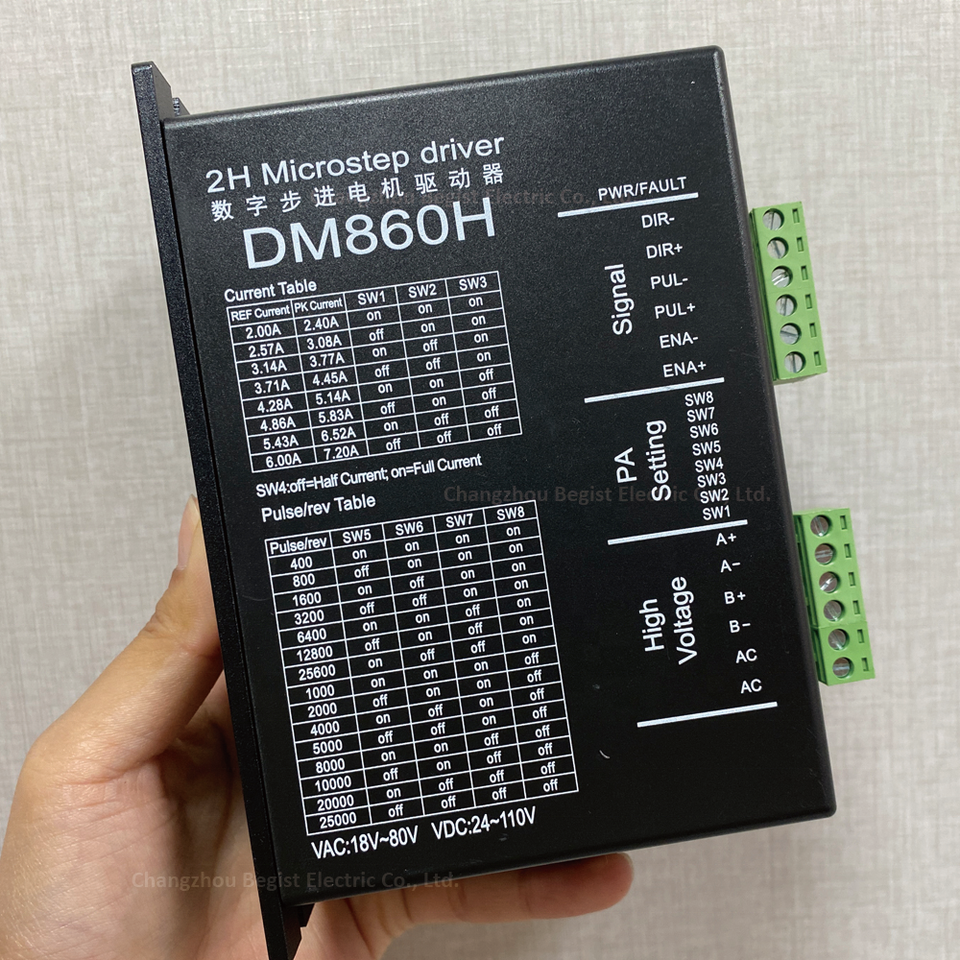 2H Microstep driver
数字步进电机驱动器
DM860H
Current Table
REF Current PK Current SW1 SW2 SW3
2.00A 2.40A on on on
2.57A 3.08A off on on
3.14A 3.77A on off on
3.71A 4.45A off off on
4.28A 5.14A on on off
4.86A 5.83A off on off
5.43A 6.52A on off off
6.00A 7.20A off off off
SW4:off=Half Current; on=Full Current
Pulse/rev Table
Pulse/rev SW5 SW6 SW7 SW8
400 on on on on
800 off on on on
1600 on off on on
3200 off off on on
6400 on on off on
12800 off on off on
25600 on off off on
1000 on on on off
2000 off on on off
4000 on off on off
5000 off off on off
8000 on on off off
10000 off on off off
20000 on off off off
25000 off off off off
VAC:18V~80V VDC:24~110V
PWR/FAULT
Signal
DIR-
DIR+
PUL-
PUL+
ENA-
ENA+
PA
Setting
SW8
SW7
SW6
SW5
SW4
SW3
SW2
SW1
High
Voltage
A+
A-
B+
B-
AC
AC
Changzhou Begist Electric Co., Ltd.
Changzhou Begist Electric Co., Ltd.
Changzhou Begist Electric Co., Ltd.